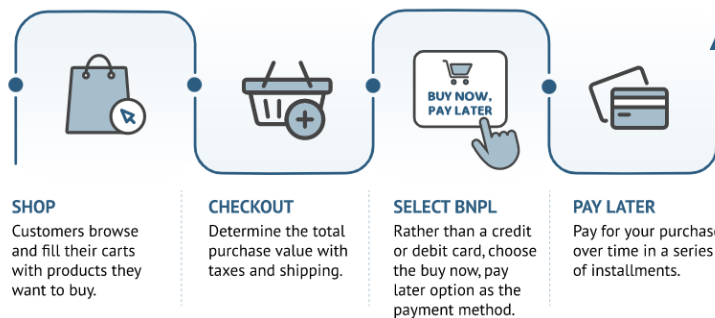 BUY NOW,
PAY LATER
SHOP
Customers browse
and fill their carts
with products they
want to buy.
CHECKOUT
Determine the total
purchase value with
taxes and shipping.
SELECT BNPL
Rather than a credit
or debit card, choose
the buy now, pay
later option as the
payment method.
PAY LATER
Pay for your purchase
over time in a series
of installments.